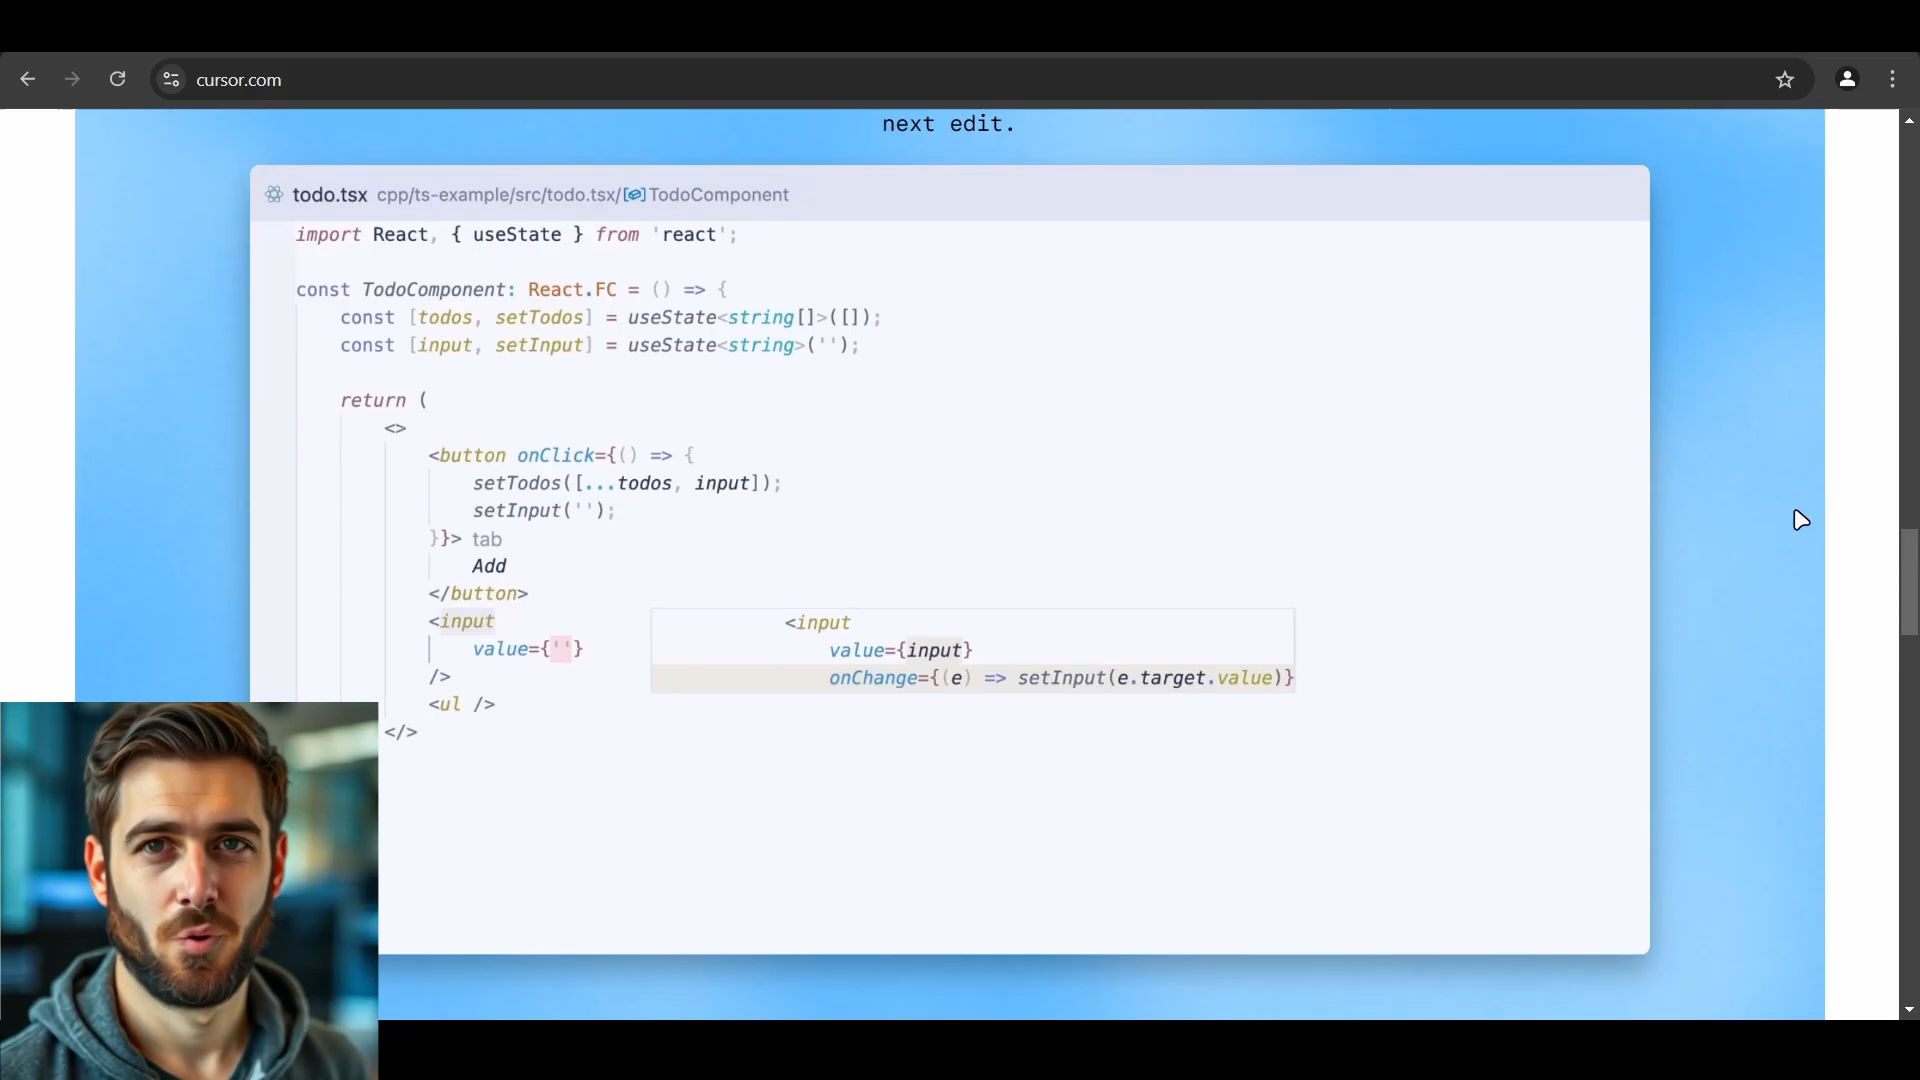 cursor.com
next edit.
todo.tsx cpp/ts-example/src/todo.tsx/TodoComponent
import React, { useState } from 'react';
const TodoComponent: React.FC = () => {
const [todos, setTodos] = useState<string[]>([]);
const [input, setInput] = useState<string>('');
return (
<>
<button onClick={() => {
setTodos([...todos, input]);
setInput('');
}}> tab
Add
</button>
<input
value={''}
/>
<ul />
</>
<input
value={input}
onChange={(e) => setInput(e.target.value)}